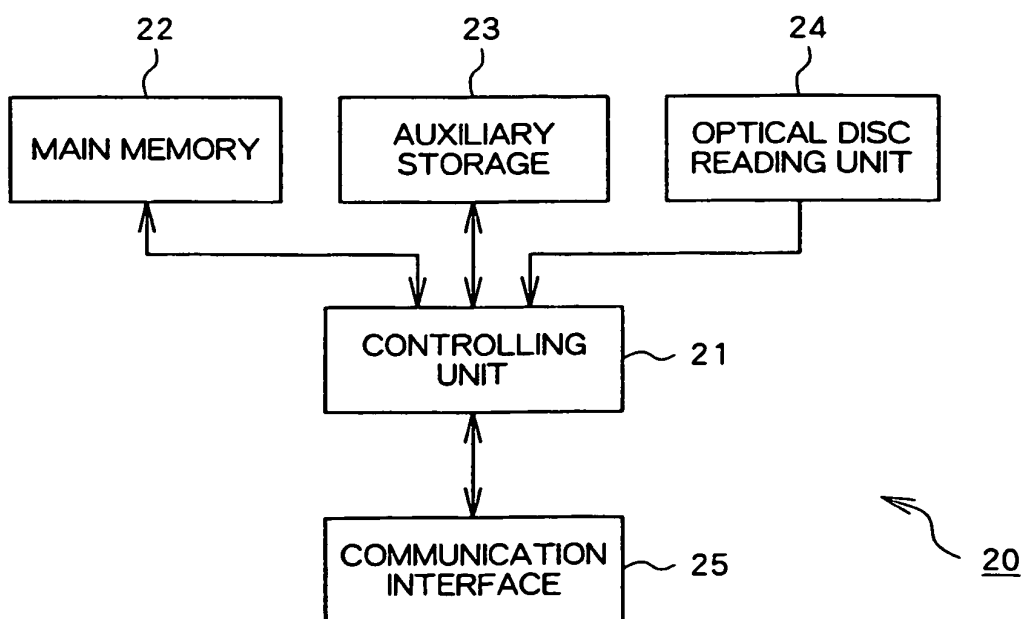 22
23
24
MAIN MEMORY
AUXILIARY
STORAGE
OPTICAL DISC
READING UNIT
CONTROLLING
UNIT
21
COMMUNICATION
INTERFACE
25
20